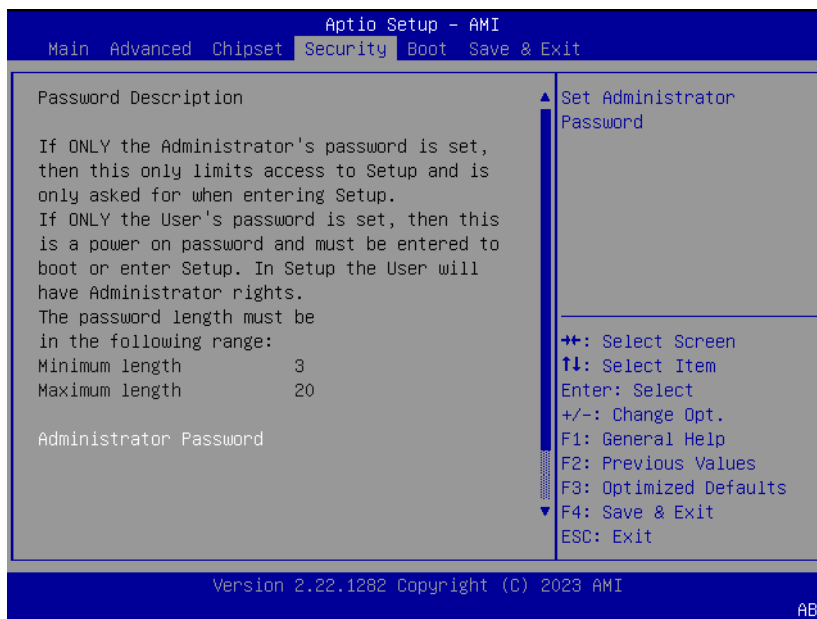 Aptio Setup - AMI
Main Advanced Chipset Security Boot Save & Exit
Password Description
If ONLY the Administrator's password is set,
then this only limits access to Setup and is
only asked for when entering Setup.
If ONLY the User's password is set, then this
is a power on password and must be entered to
boot or enter Setup. In Setup the User will
have Administrator rights.
The password length must be
in the following range:
Minimum length 3
Maximum length 20
Administrator Password
Set Administrator
Password
→←: Select Screen
↑↓: Select Item
Enter: Select
+/-: Change Opt.
F1: General Help
F2: Previous Values
F3: Optimized Defaults
F4: Save & Exit
ESC: Exit
Version 2.22.1282 Copyright (C) 2023 AMI
AB